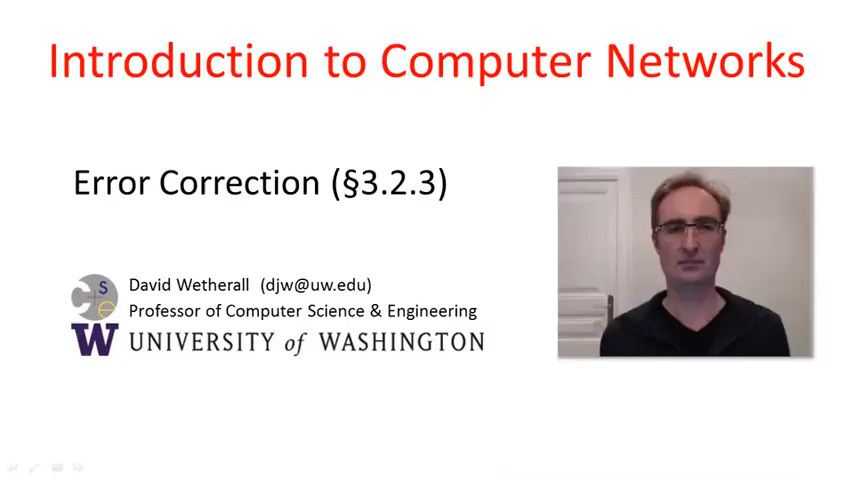 Introduction to Computer Networks
Error Correction (§3.2.3)
cse
David Wetherall (djw@uw.edu)
Professor of Computer Science & Engineering
W UNIVERSITY of WASHINGTON